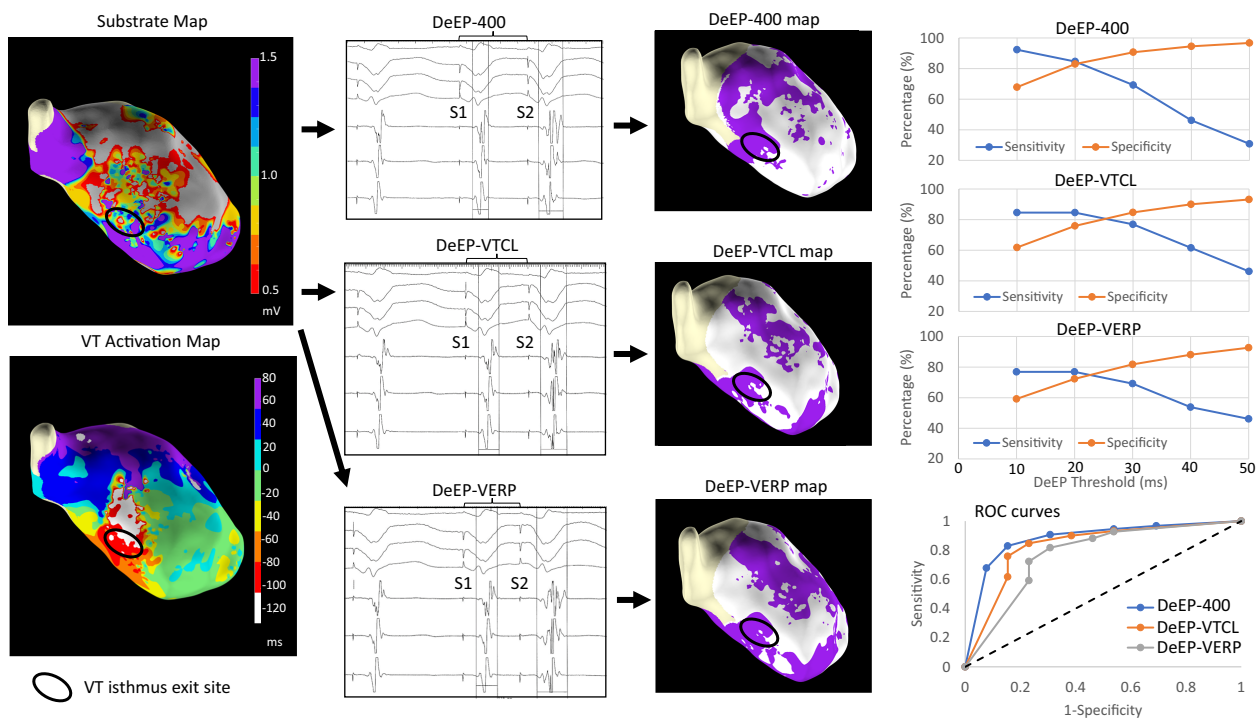 Substrate Map
1.5
1.0
0.5
mV
VT Activation Map
80
60
40
20
0
-20
-40
-60
-80
-100
-120
ms
VT isthmus exit site
DeEP-400
S1 S2
DeEP-VTCL
S1 S2
DeEP-VERP
S1 S2
DeEP-400 map
DeEP-VTCL map
DeEP-VERP map
DeEP-400
Percentage (%)
100
80
60
40
20
Sensitivity Specificity
DeEP-VTCL
Percentage (%)
100
80
60
40
20
Sensitivity Specificity
DeEP-VERP
Percentage (%)
100
80
60
40
20
Sensitivity Specificity
0 10 20 30 40 50
DeEP Threshold (ms)
ROC curves
Sensitivity
1
0.8
0.6
0.4
0.2
0
DeEP-400
DeEP-VTCL
DeEP-VERP
0 0.2 0.4 0.6 0.8 1
1-Specificity